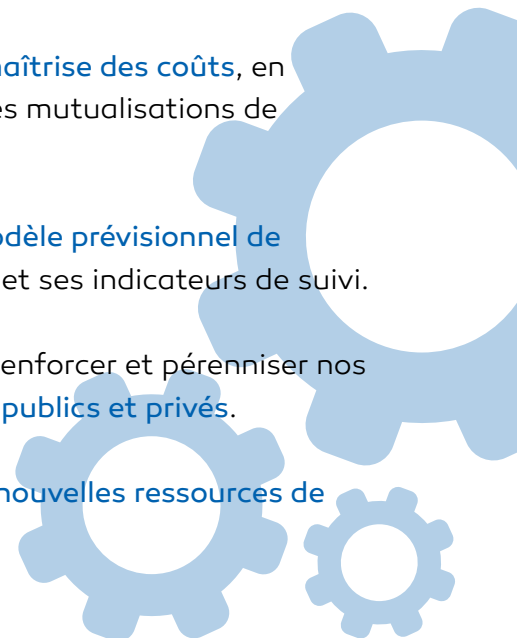 aîtrise des coûts, en
es mutualisations de
odèle prévisionnel de
et ses indicateurs de suivi.
enforcer et pérenniser nos
publics et privés.
nouvelles ressources de